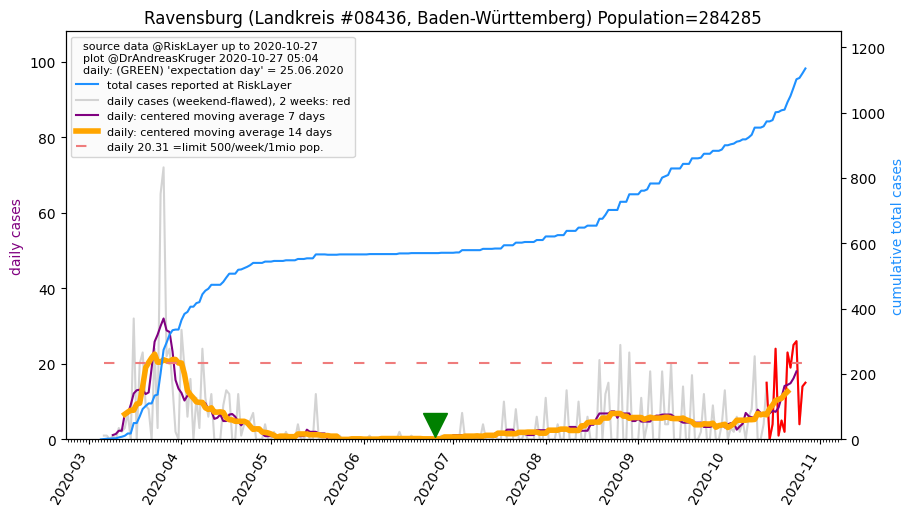 Ravensburg (Landkreis #08436, Baden-Württemberg) Population=284285
source data @RiskLayer up to 2020-10-27
plot @DrAndreasKruger 2020-10-27 05:04
daily: (GREEN) 'expectation day' = 25.06.2020
total cases reported at RiskLayer
daily cases (weekend-flawed), 2 weeks: red
daily: centered moving average 7 days
daily: centered moving average 14 days
daily 20.31 =limit 500/week/1mio pop.
daily cases
100
80
60
40
20
0
cumulative total cases
1200
1000
800
600
400
200
0
2020-03
2020-04
2020-05
2020-06
2020-07
2020-08
2020-09
2020-10
2020-11